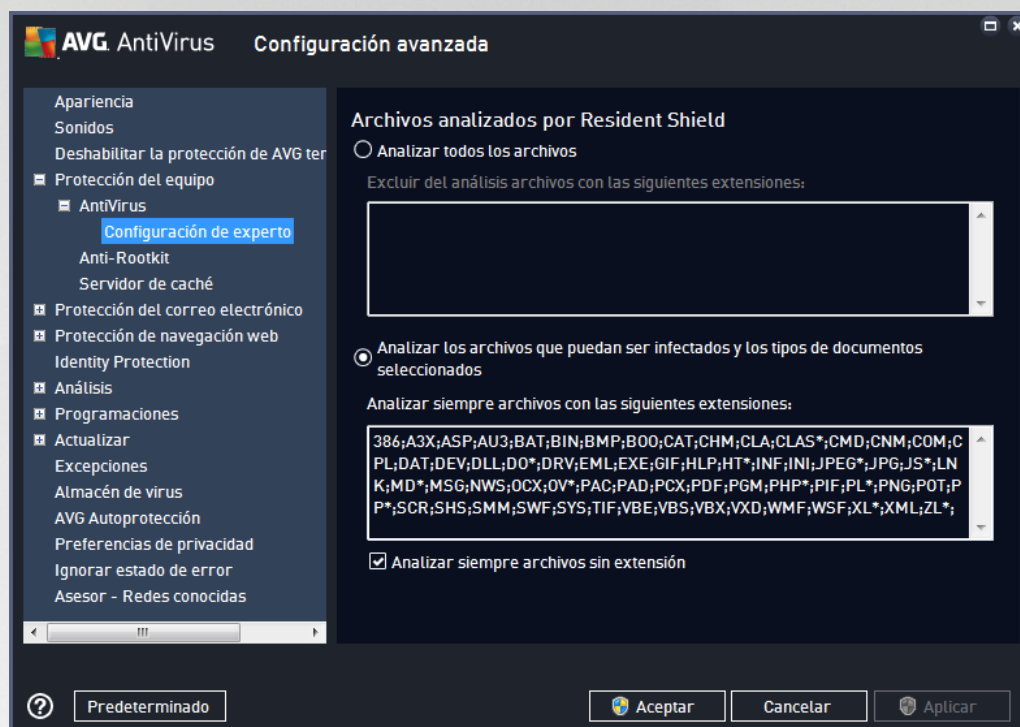 AVG. AntiVirus Configuración avanzada
Apariencia
Sonidos
Deshabilitar la protección de AVG ter
Protección del equipo
AntiVirus
Configuración de experto
Anti-Rootkit
Servidor de caché
Protección del correo electrónico
Protección de navegación web
Identity Protection
Análisis
Programaciones
Actualizar
Excepciones
Almacén de virus
AVG Autoprotección
Preferencias de privacidad
Ignorar estado de error
Asesor - Redes conocidas
Archivos analizados por Resident Shield
Analizar todos los archivos
Excluir del análisis archivos con las siguientes extensiones:
Analizar los archivos que puedan ser infectados y los tipos de documentos
seleccionados
Analizar siempre archivos con las siguientes extensiones:
386;A3X;ASP;AU3;BAT;BIN;BMP;BOO;CAT;CHM;CLA;CLAS*;CMD;CNM;COM;C
PL;DAT;DEV;DLL;DO*;DRV;EML;EXE;GIF;HLP;HT*;INF;INI;JPEG*;JPG;JS*;LN
K;MD*;MSG;NWS;OCX;OV*;PAC;PAD;PCX;PDF;PGM;PHP*;PIF;PL*;PNG;POT;P
P*;SCR;SHS;SMM;SWF;SYS;TIF;VBE;VBS;VBX;VXD;WMF;WSF;XL*;XML;ZL*;
Analizar siempre archivos sin extensión
Predeterminado
Aceptar
Cancelar
Aplicar